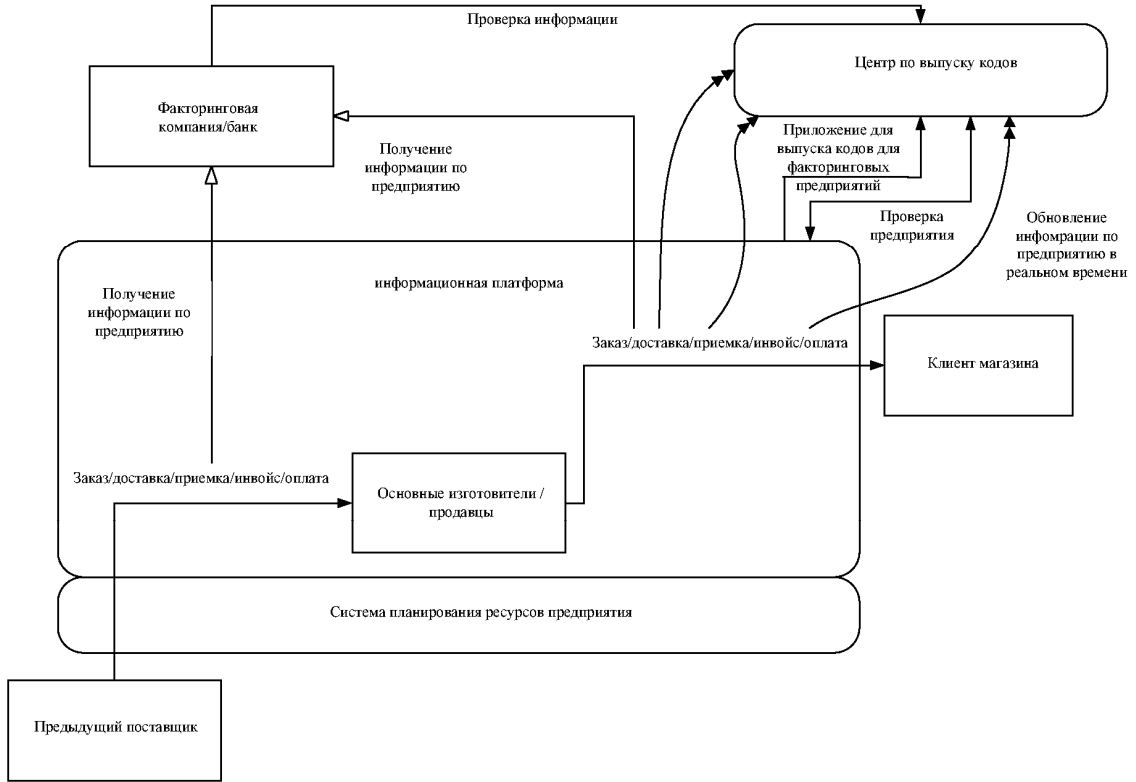 Проверка информации
Центр по выпуску кодов
Факторинговая
компания/банк
Получение
информации по
предприятию
Приложение для
выпуска кодов для
факторинговых
предприятий
Проверка
предприятия
Обновление
инфомрации по
предприятию в
реальном времени
информационная платформа
Получение
информации по
предприятию
Заказ/доставка/приемка/инвойс/оплата
Клиент магазина
Заказ/доставка/приемка/инвойс/оплата
Основные изготовители /
продавцы
Система планирования ресурсов предприятия
Предыдущий поставщик